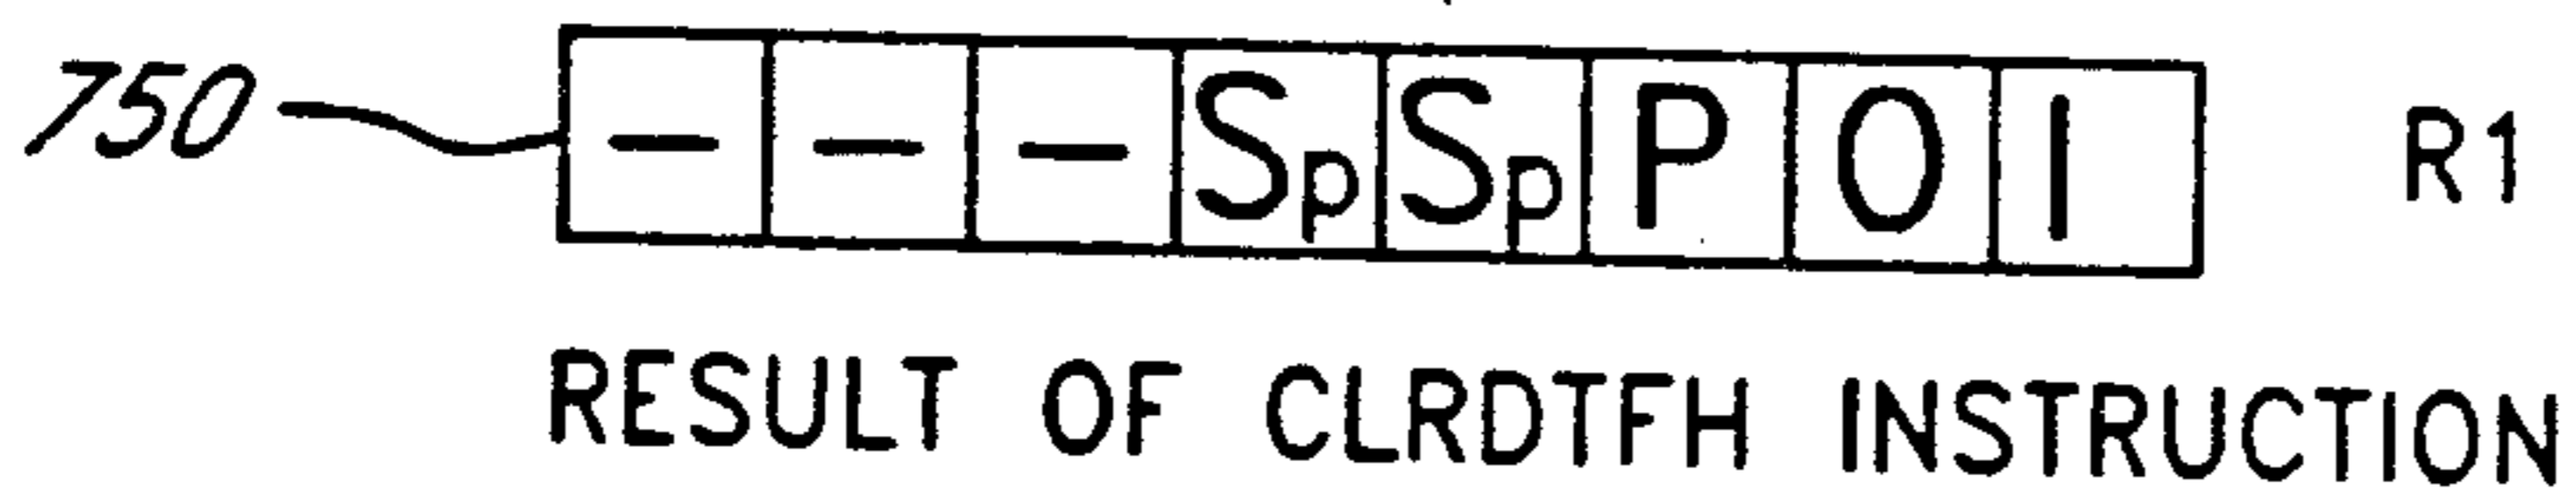 750 — — — Sp Sp P O I R1
RESULT OF CLRDTFH INSTRUCTION